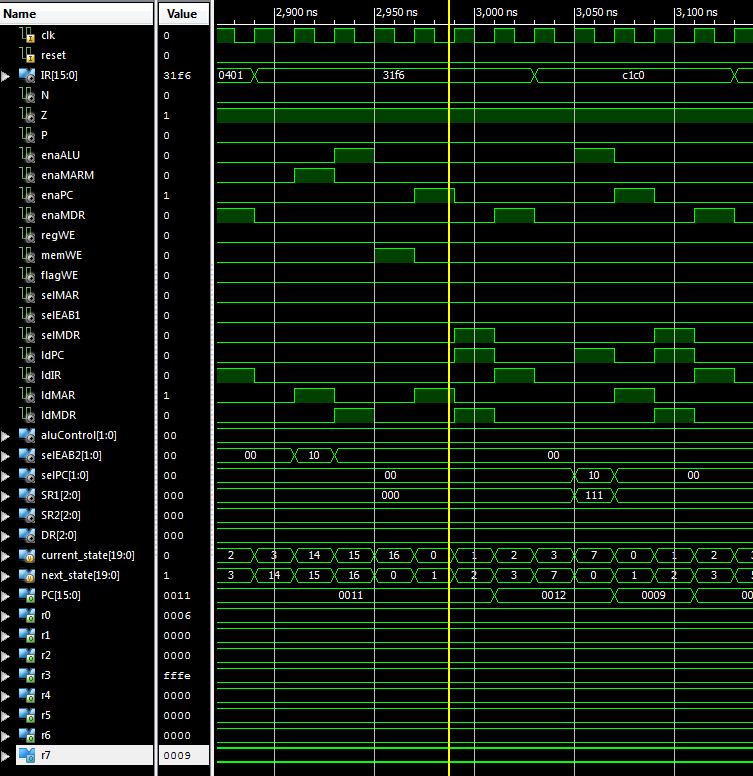 Name Value 2,900 ns 2,950 ns 3,000 ns 3,050 ns 3,100 ns
clk 0
reset 0
IR[15:0] 31f6 0401 31f6 c1c0
N 0
Z 1
P 0
enaALU 0
enaMARM 0
enaPC 1
enaMDR 0
regWE 0
memWE 0
flagWE 0
selMAR 0
selEAB1 0
selMDR 0
ldPC 0
ldIR 0
ldMAR 1
ldMDR 0
aluControl[1:0] 00
selEAB2[1:0] 00 00 10 00
selPC[1:0] 00 00 10 00
SR1[2:0] 000 000 111
SR2[2:0] 000
DR[2:0] 000
current_state[19:0] 0 2 3 14 15 16 0 1 2 3 7 0 1 2
next_state[19:0] 1 3 14 15 16 0 1 2 3 7 0 1 2 3
PC[15:0] 0011 0011 0012 0009 00
r0 0006
r1 0000
r2 0000
r3 fffe
r4 0000
r5 0000
r6 0000
r7 0009